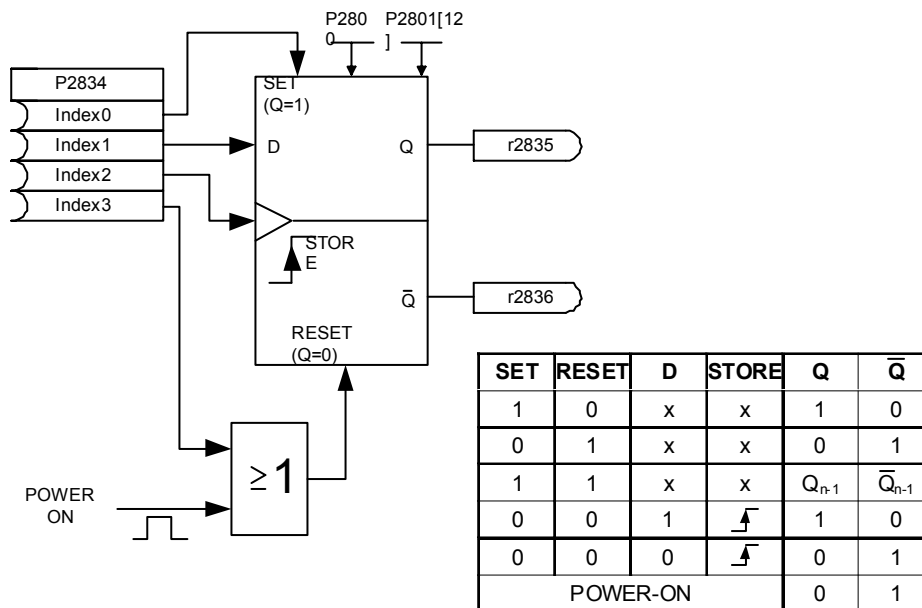 P280
0
P2801[12
]
P2834
Index0
Index1
Index2
Index3
SET
(Q=1)
D
Q
r2835
STOR
E
Q̅
r2836
RESET
(Q=0)
≥1
POWER
ON
SET RESET D STORE Q Q̅
1 0 x x 1 0
0 1 x x 0 1
1 1 x x Qn-1 Q̅n-1
0 0 1 1 0
0 0 0 0 1
POWER-ON 0 1